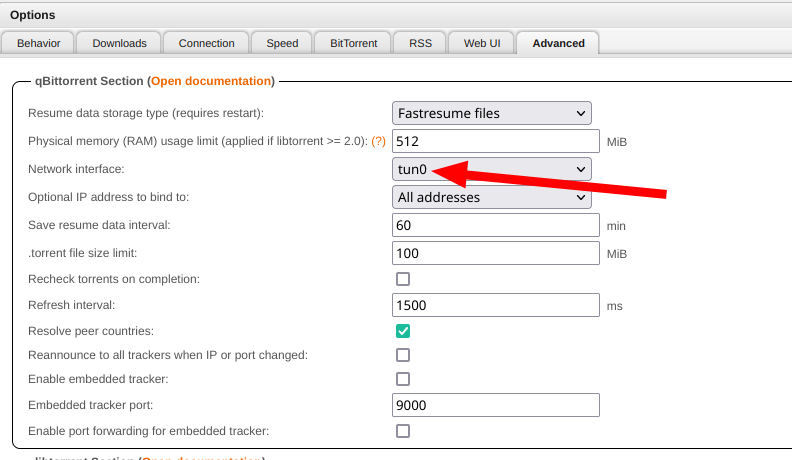 Options
Behavior Downloads Connection Speed BitTorrent RSS Web UI Advanced
qBittorrent Section (Open documentation)
Resume data storage type (requires restart): Fastresume files
Physical memory (RAM) usage limit (applied if libtorrent >= 2.0): (?) 512 MiB
Network interface: tun0
Optional IP address to bind to: All addresses
Save resume data interval: 60 min
.torrent file size limit: 100 MiB
Recheck torrents on completion:
Refresh interval: 1500 ms
Resolve peer countries:
Reannounce to all trackers when IP or port changed:
Enable embedded tracker:
Embedded tracker port: 9000
Enable port forwarding for embedded tracker:
libtorrent Section (Open documentation)